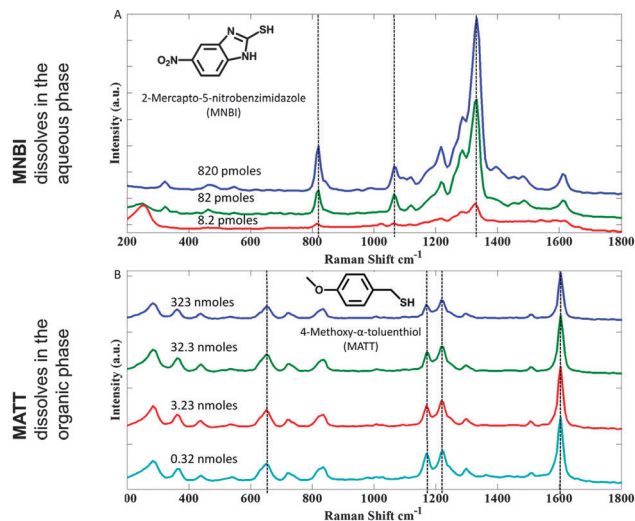 MNBI
dissolves in the
aqueous phase
A
Intensity (a.u.)
O₂N
N
SH
NH
2-Mercapto-5-nitrobenzimidazole
(MNBI)
820 pmoles
82 pmoles
8.2 pmoles
200 400 600 800 1000 1200 1400 1600 1800
Raman Shift cm⁻¹
MATT
dissolves in the
organic phase
B
Intensity (a.u.)
O
SH
4-Methoxy-α-toluenthiol
(MATT)
323 nmoles
32.3 nmoles
3.23 nmoles
0.32 nmoles
00 400 600 800 1000 1200 1400 1600 1800
Raman Shift cm⁻¹